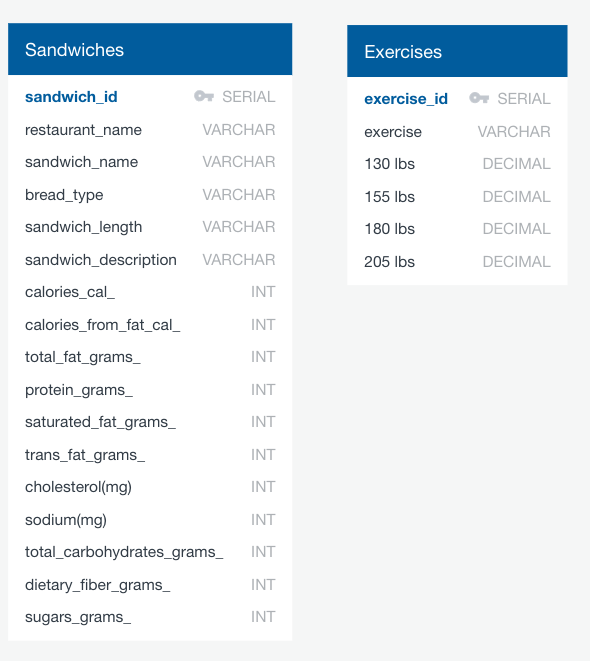 Sandwiches
sandwich_id SERIAL
restaurant_name VARCHAR
sandwich_name VARCHAR
bread_type VARCHAR
sandwich_length VARCHAR
sandwich_description VARCHAR
calories_cal_ INT
calories_from_fat_cal_ INT
total_fat_grams_ INT
protein_grams_ INT
saturated_fat_grams_ INT
trans_fat_grams_ INT
cholesterol(mg) INT
sodium(mg) INT
total_carbohydrates_grams_ INT
dietary_fiber_grams_ INT
sugars_grams_ INT
Exercises
exercise_id SERIAL
exercise VARCHAR
130 lbs DECIMAL
155 lbs DECIMAL
180 lbs DECIMAL
205 lbs DECIMAL